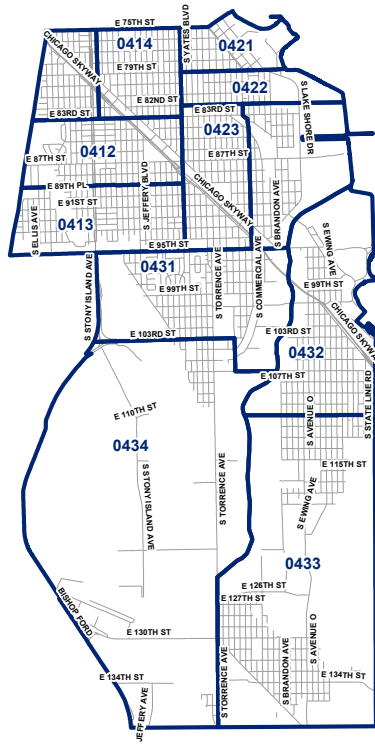 E 75TH ST
S YATES BLVD
0414
0421
CHICAGO SKYWAY
E 79TH ST
0422
E 82ND ST
S LAKE SHORE DR
E 83RD ST
E 83RD ST
0423
0412
E 87TH ST
E 87TH ST
S JEFFERY BLVD
E 89TH PL
CHICAGO SKYWAY
E 91ST ST
S ELLIS AVE
0413
S BRANDON AVE
E 95TH ST
S EWING AVE
S STONY ISLAND AVE
0431
S TORRENCE AVE
S COMMERCIAL AVE
E 99TH ST
E 99TH ST
CHICAGO SKYWA
E 103RD ST
E 103RD ST
0432
E 107TH ST
S STATE LINE RD
E 110TH ST
S AVENUE O
0434
E 115TH ST
S STONY ISLAND AVE
S TORRENCE AVE
S EWING AVE
0433
E 126TH ST
E 127TH ST
BISHOP FORD
E 130TH ST
S AVENUE O
E 134TH ST
S TORRENCE AVE
S BRANDON AVE
E 134TH ST
JEFFERY AVE